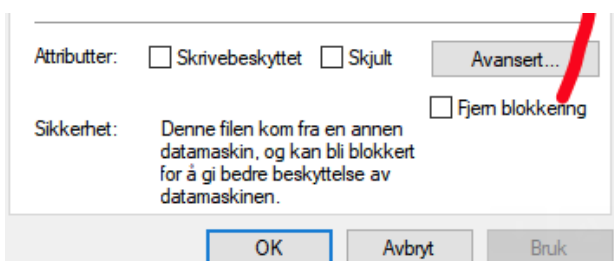 Attributter: Skrivebeskyttet Skjult Avansert...
Fjern blokkering
Sikkerhet: Denne filen kom fra en annen
datamaskin, og kan bli blokkert
for å gi bedre beskyttelse av
datamaskinen.
OK Avbryt Bruk